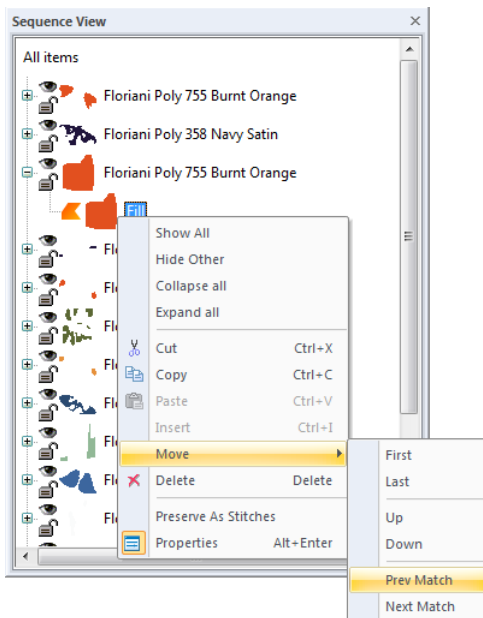 Sequence View
All items
Floriani Poly 755 Burnt Orange
Floriani Poly 358 Navy Satin
Floriani Poly 755 Burnt Orange
Fill
Show All
Hide Other
Collapse all
Expand all
Cut Ctrl+X
Copy Ctrl+C
Paste Ctrl+V
Insert Ctrl+I
Move
Delete Delete
Preserve As Stitches
Properties Alt+Enter
First
Last
Up
Down
Prev Match
Next Match